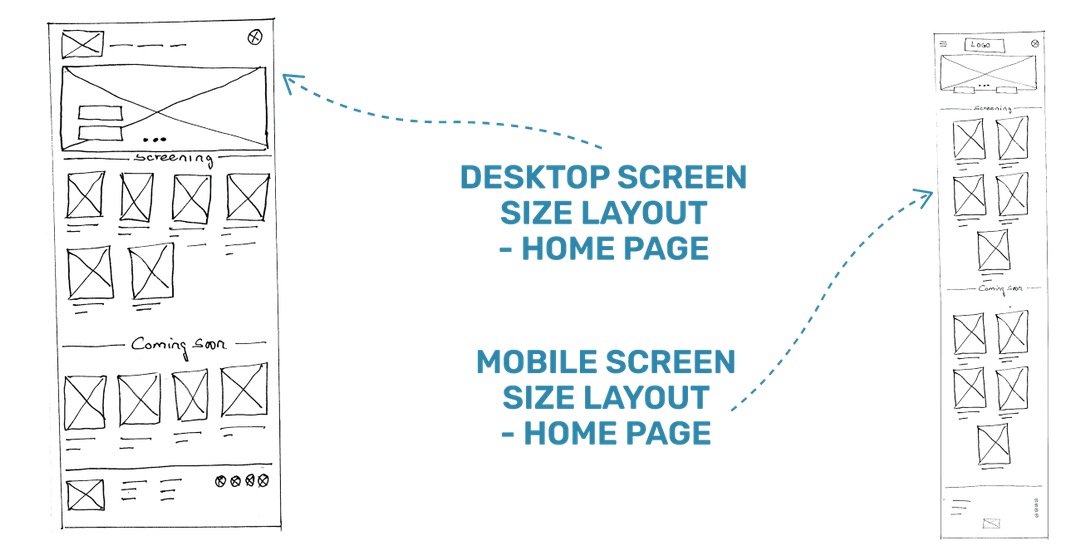 Screening
Coming Soon
DESKTOP SCREEN
SIZE LAYOUT
- HOME PAGE
MOBILE SCREEN
SIZE LAYOUT
- HOME PAGE
LOGO
Screening
Coming Soon